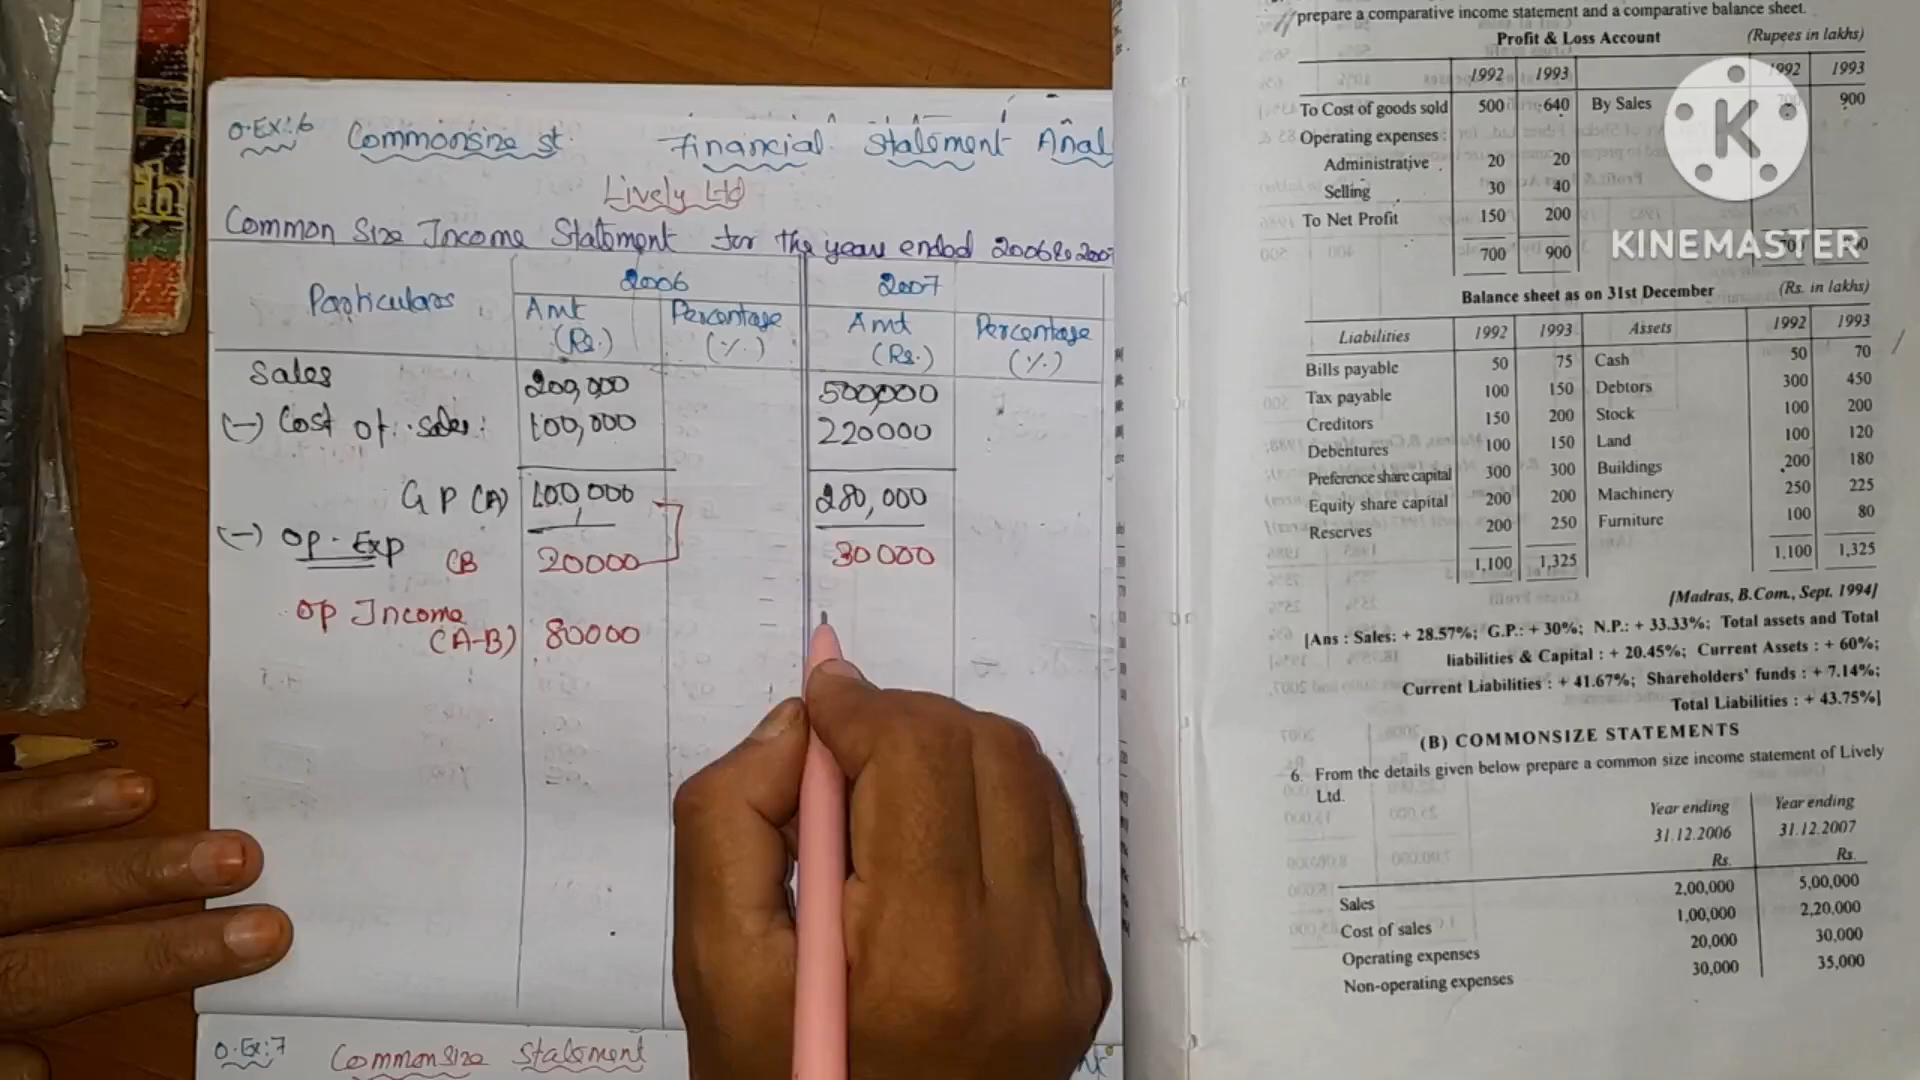 O.Ex:6 Commonsize st. Financial Statement Anal
Lively Ltd
Common Size Income Statement for the years ended 2006 & 2007
Particulars 2006 2007
Amt (Rs.) Percentage (%) Amt (Rs.) Percentage (%)
Sales 200,000 500,000
(-) Cost of sales: 100,000 220000
G P (A) 100 000 280,000
(-) Op. Exp (B 20000 30000
Op Income (A-B) 80000
O.Ex:7 Commonsize Statement
prepare a comparative income statement and a comparative balance sheet.
Profit & Loss Account (Rupees in lakhs)
1992 1993 1992 1993
To Cost of goods sold 500 640 By Sales 700 900
Operating expenses :
Administrative 20 20
Selling 30 40
To Net Profit 150 200
700 900
K
KINEMASTER
Balance sheet as on 31st December (Rs. in lakhs)
Liabilities 1992 1993 Assets 1992 1993
Bills payable 50 75 Cash 50 70
Tax payable 100 150 Debtors 300 450
Creditors 150 200 Stock 100 200
Debentures 100 150 Land 100 120
Preference share capital 300 300 Buildings 200 180
Equity share capital 200 200 Machinery 250 225
Reserves 200 250 Furniture 100 80
1,100 1,325 1,100 1,325
[Madras, B.Com., Sept. 1994]
[Ans : Sales: + 28.57%; G.P.: + 30%; N.P.: + 33.33%; Total assets and Total
liabilities & Capital : + 20.45%; Current Assets : + 60%;
Current Liabilities : + 41.67%; Shareholders' funds : + 7.14%;
Total Liabilities : + 43.75%]
(B) COMMONSIZE STATEMENTS
6. From the details given below prepare a common size income statement of Lively
Ltd.
Year ending Year ending
31.12.2006 31.12.2007
Rs. Rs.
Sales 2,00,000 5,00,000
Cost of sales 1,00,000 2,20,000
Operating expenses 20,000 30,000
Non-operating expenses 30,000 35,000